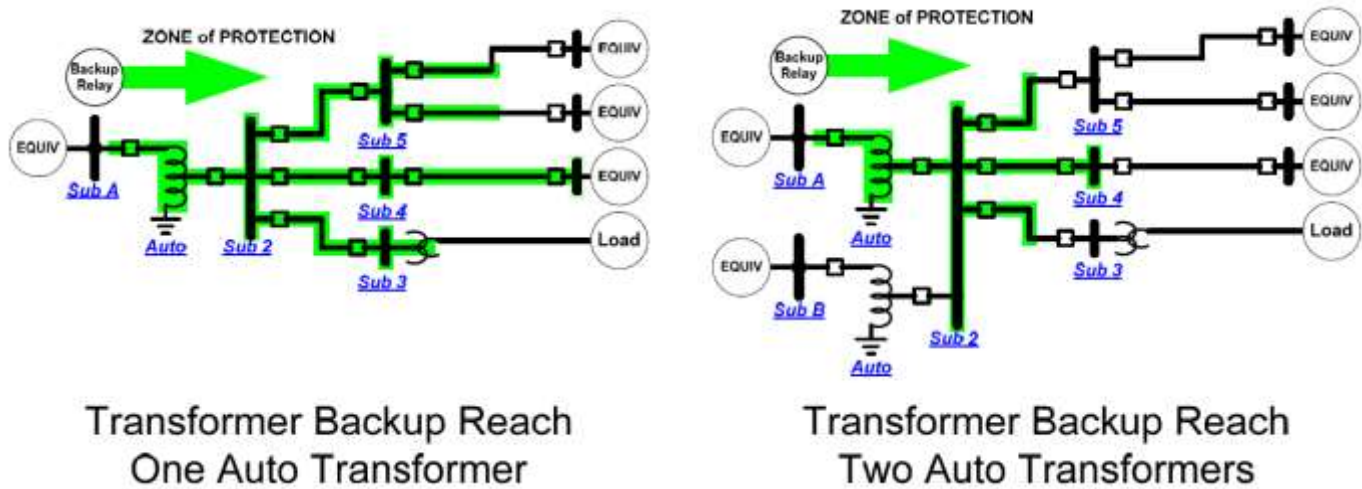 ZONE of PROTECTION
Backup
Relay
EQUIV
EQUIV
EQUIV
EQUIV
Load
Sub A
Auto
Sub 2
Sub 5
Sub 4
Sub 3
Transformer Backup Reach
One Auto Transformer
ZONE of PROTECTION
Backup
Relay
EQUIV
EQUIV
EQUIV
EQUIV
EQUIV
Load
Sub A
Auto
Sub B
Auto
Sub 2
Sub 5
Sub 4
Sub 3
Transformer Backup Reach
Two Auto Transformers